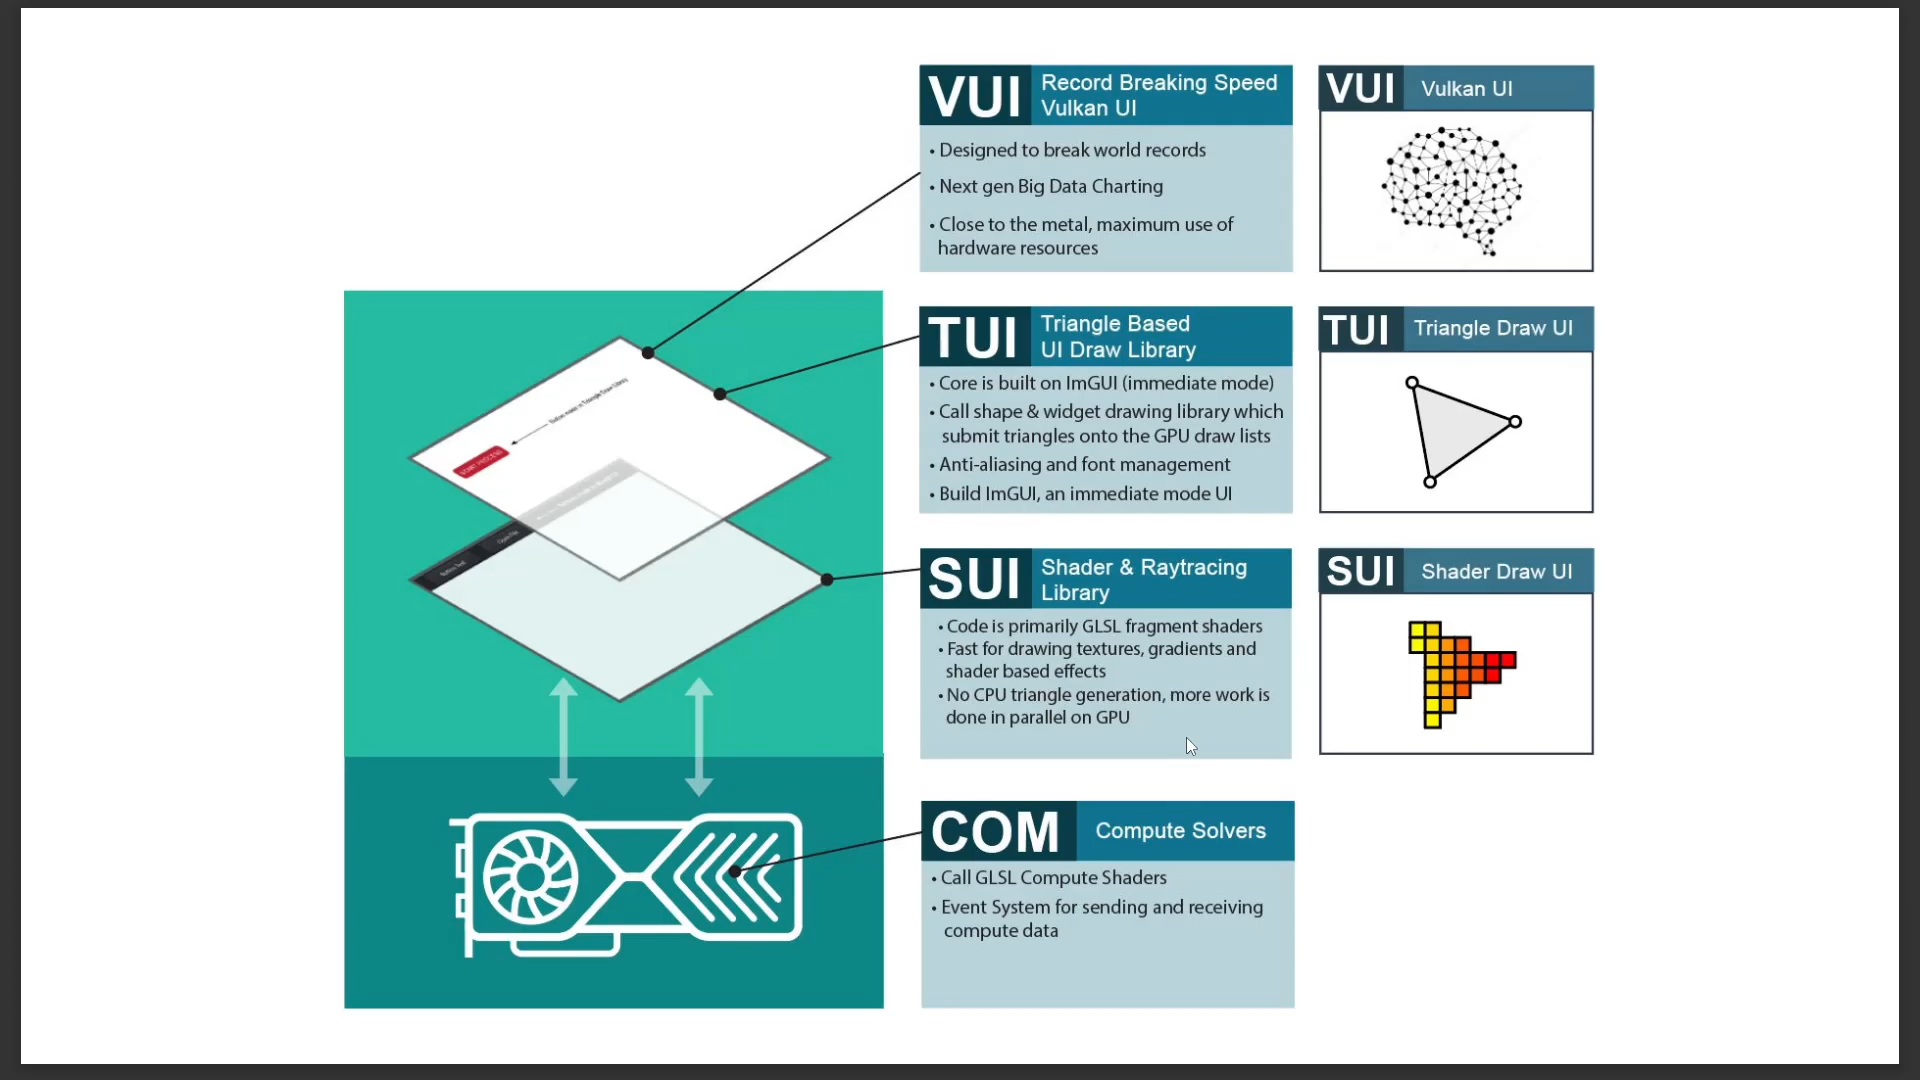 VUI
Record Breaking Speed
Vulkan UI
• Designed to break world records
• Next gen Big Data Charting
• Close to the metal, maximum use of
hardware resources
VUI
Vulkan UI
TUI
Triangle Based
UI Draw Library
• Core is built on ImGUI (immediate mode)
• Call shape & widget drawing library which
submit triangles onto the GPU draw lists
• Anti-aliasing and font management
• Build ImGUI, an immediate mode UI
TUI
Triangle Draw UI
START PROCESS
SUI
Shader & Raytracing
Library
• Code is primarily GLSL fragment shaders
• Fast for drawing textures, gradients and
shader based effects
• No CPU triangle generation, more work is
done in parallel on GPU
SUI
Shader Draw UI
COM
Compute Solvers
• Call GLSL Compute Shaders
• Event System for sending and receiving
compute data